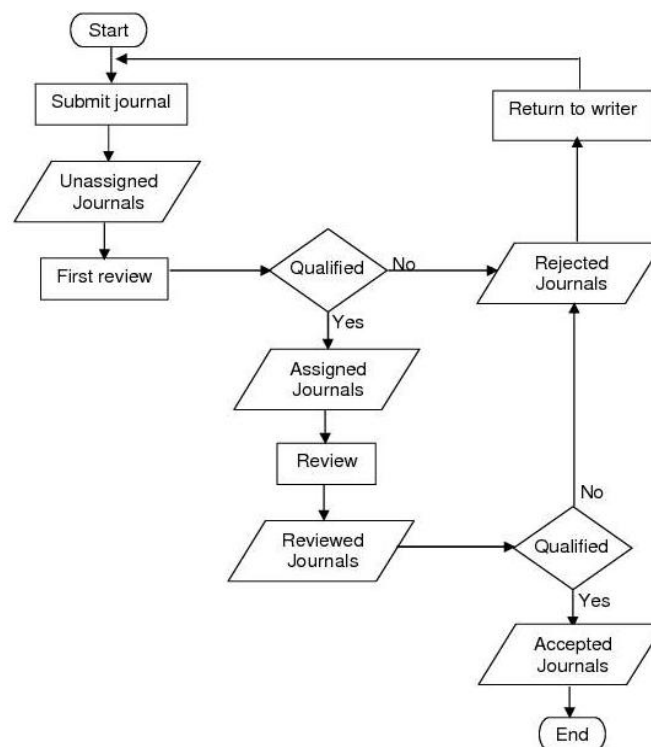 Start
Submit journal
Return to writer
Unassigned
Journals
First review
Qualified
No
Rejected
Journals
Yes
Assigned
Journals
Review
No
Reviewed
Journals
Qualified
Yes
Accepted
Journals
End